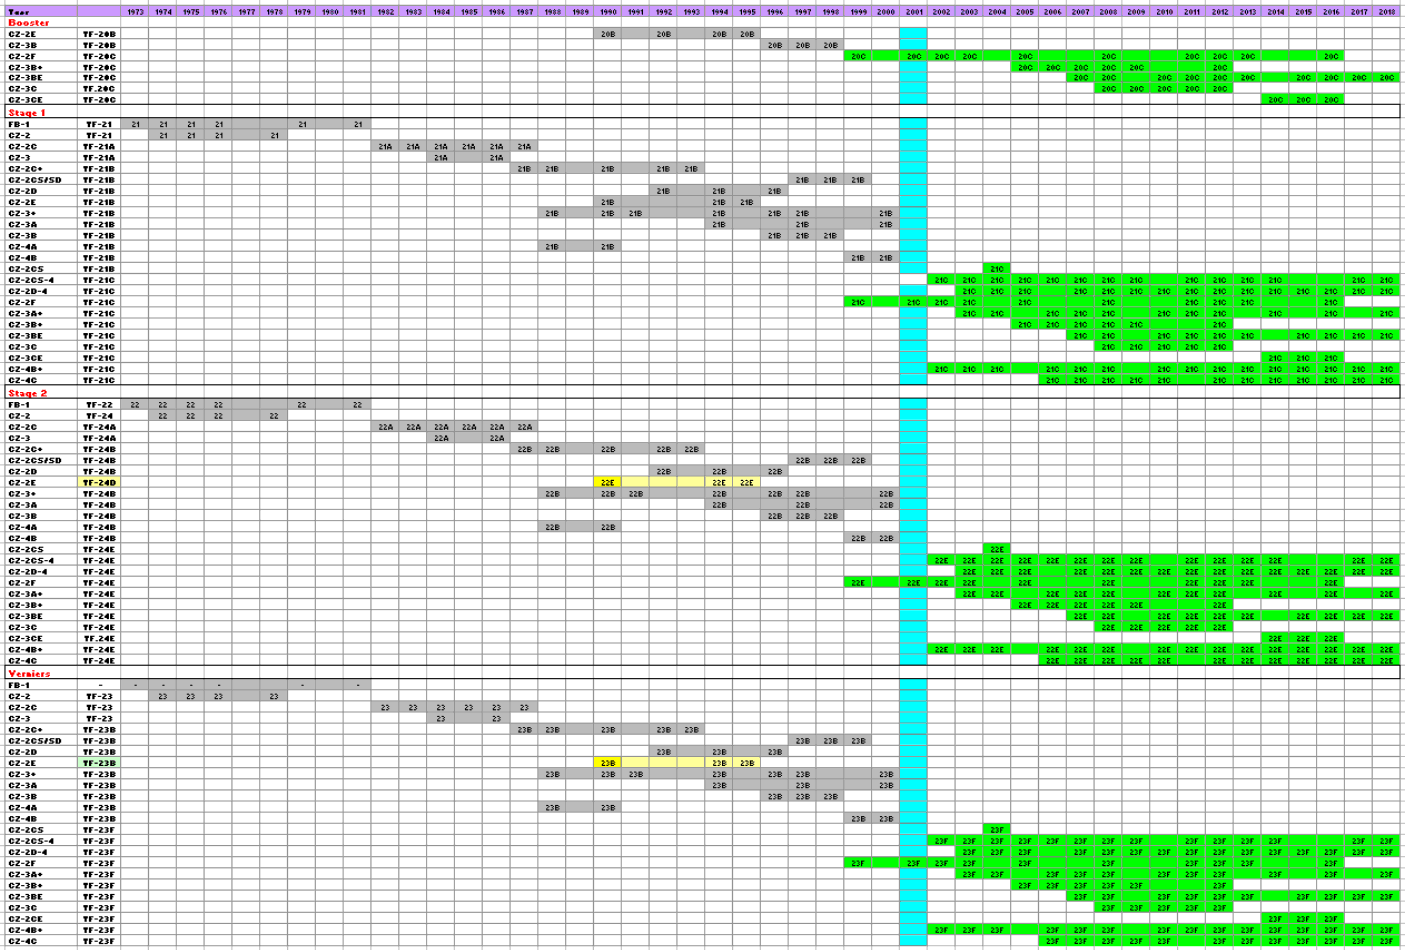 Year 1973 1974 1975 1976 1977 1978 1979 1980 1981 1982 1983 1984 1985 1986 1987 1988 1989 1990 1991 1992 1993 1994 1995 1996 1997 1998 1999 2000 2001 2002 2003 2004 2005 2006 2007 2008 2009 2010 2011 2012 2013 2014 2015 2016 2017 2018
Booster
CZ-2E TF-20B 20B 20B 20B 20B
CZ-3B TF-20B 20B 20B 20B
CZ-2F TF-20C 20C 20C 20C 20C 20C 20C 20C 20C 20C 20C
CZ-3B+ TF-20C 20C 20C 20C 20C 20C 20C
CZ-3BE TF-20C 20C 20C 20C 20C 20C 20C 20C 20C 20C
CZ-3C TF.20C 20C 20C 20C 20C 20C
CZ-3CE TF-20C 20C 20C 20C
Stage 1
FB-1 TF-21 21 21 21 21 21 21
CZ-2 TF-21 21 21 21 21
CZ-2C TF-21A 21A 21A 21A 21A 21A 21A
CZ-3 TF-21A 21A 21A
CZ-2C+ TF-21B 21B 21B 21B 21B 21B
CZ-2CS/SD TF-21B 21B 21B 21B
CZ-2D TF-21B 21B 21B 21B
CZ-2E TF-21B 21B 21B 21B
CZ-3+ TF-21B 21B 21B 21B 21B 21B 21B 21B
CZ-3A TF-21B 21B 21B 21B
CZ-3B TF-21B 21B 21B 21B
CZ-4A TF-21B 21B 21B
CZ-4B TF-21B 21B 21B
CZ-2CS TF-21B 21C
CZ-2CS-4 TF-21C 21C 21C 21C 21C 21C 21C 21C 21C 21C 21C 21C 21C 21C 21C
CZ-2D-4 TF-21C 21C 21C 21C 21C 21C 21C 21C 21C 21C 21C 21C 21C 21C 21C 21C
CZ-2F TF-21C 21C 21C 21C 21C 21C 21C 21C 21C 21C 21C
CZ-3A+ TF-21C 21C 21C 21C 21C 21C 21C 21C 21C 21C 21C
CZ-3B+ TF-21C 21C 21C 21C 21C 21C 21C
CZ-3BE TF-21C 21C 21C 21C 21C 21C 21C 21C 21C 21C
CZ-3C TF-21C 21C 21C 21C 21C 21C
CZ-3CE TF-21C 21C 21C 21C
CZ-4B+ TF-21C 21C 21C 21C 21C 21C 21C 21C 21C 21C 21C 21C 21C 21C 21C
CZ-4C TF-21C 21C 21C 21C 21C 21C 21C 21C 21C 21C 21C 21C 21C
Stage 2
FB-1 TF-22 22 22 22 22 22 22
CZ-2 TF-24 22 22 22 22
CZ-2C TF-24A 22A 22A 22A 22A 22A 22A
CZ-3 TF-24A 22A 22A
CZ-2C+ TF-24B 22B 22B 22B 22B 22B
CZ-2CS/SD TF-24B 22B 22B 22B
CZ-2D TF-24B 22B 22B 22B
CZ-2E TF-24D 22E 22E 22E
CZ-3+ TF-24B 22B 22B 22B 22B 22B 22B 22B
CZ-3A TF-24B 22B 22B 22B
CZ-3B TF-24B 22B 22B 22B
CZ-4A TF-24B 22B 22B
CZ-4B TF-24B 22B 22B
CZ-2CS TF-24E 22E
CZ-2CS-4 TF-24E 22E 22E 22E 22E 22E 22E 22E 22E 22E 22E 22E 22E 22E 22E
CZ-2D-4 TF-24E 22E 22E 22E 22E 22E 22E 22E 22E 22E 22E 22E 22E 22E 22E 22E
CZ-2F TF-24E 22E 22E 22E 22E 22E 22E 22E 22E 22E 22E
CZ-3A+ TF-24E 22E 22E 22E 22E 22E 22E 22E 22E 22E 22E
CZ-3B+ TF-24E 22E 22E 22E 22E 22E 22E
CZ-3BE TF-24E 22E 22E 22E 22E 22E 22E 22E 22E 22E
CZ-3C TF-24E 22E 22E 22E 22E 22E
CZ-3CE TF.24E 22E 22E 22E
CZ-4B+ TF-24E 22E 22E 22E 22E 22E 22E 22E 22E 22E 22E 22E 22E 22E 22E
CZ-4C TF-24E 22E 22E 22E 22E 22E 22E 22E 22E 22E 22E 22E 22E
Verniers
FB-1 - - - - - - -
CZ-2 TF-23 23 23 23 23
CZ-2C TF-23 23 23 23 23 23 23
CZ-3 TF-23 23 23
CZ-2C+ TF-23B 23B 23B 23B 23B 23B
CZ-2CS/SD TF-23B 23B 23B 23B
CZ-2D TF-23B 23B 23B 23B
CZ-2E TF-23B 23B 23B 23B
CZ-3+ TF-23B 23B 23B 23B 23B 23B 23B 23B
CZ-3A TF-23B 23B 23B 23B
CZ-3B TF-23B 23B 23B 23B
CZ-4A TF-23B 23B 23B
CZ-4B TF-23B 23B 23B
CZ-2CS TF-23F 23F
CZ-2CS-4 TF-23F 23F 23F 23F 23F 23F 23F 23F 23F 23F 23F 23F 23F 23F 23F
CZ-2D-4 TF-23F 23F 23F 23F 23F 23F 23F 23F 23F 23F 23F 23F 23F 23F 23F 23F
CZ-2F TF-23F 23F 23F 23F 23F 23F 23F 23F 23F 23F 23F
CZ-3A+ TF-23F 23F 23F 23F 23F 23F 23F 23F 23F 23F 23F
CZ-3B+ TF-23F 23F 23F 23F 23F 23F 23F
CZ-3BE TF-23F 23F 23F 23F 23F 23F 23F 23F 23F 23F
CZ-3C TF-23F 23F 23F 23F 23F 23F
CZ-2CE TF-23F 23F 23F 23F
CZ-4B+ TF-23F 23F 23F 23F 23F 23F 23F 23F 23F 23F 23F 23F 23F 23F 23F
CZ-4C TF-23F 23F 23F 23F 23F 23F 23F 23F 23F 23F 23F 23F 23F